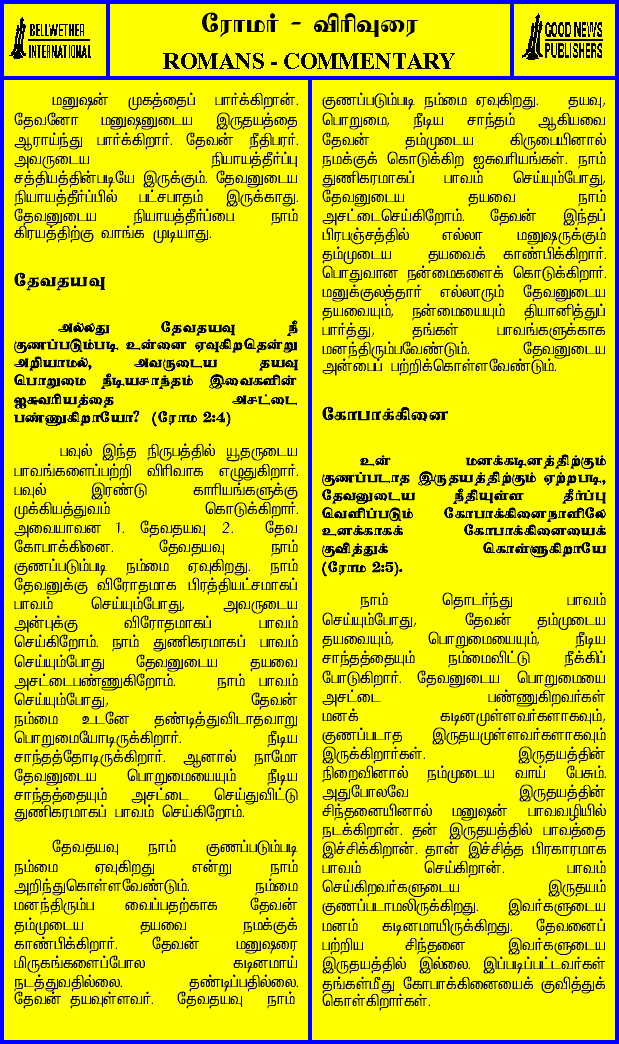 BELLWETHER
INTERNATIONAL
ரோமர் - விரிவுரை
ROMANS - COMMENTARY
GOOD NEWS
PUBLISHERS
மனுஷன் முகத்தைப் பார்க்கிறான்.
தேவனோ மனுஷனுடைய இருதயத்தை
ஆராய்ந்து பார்க்கிறார். தேவன் நீதிபரர்.
அவருடைய நியாயத்தீர்ப்பு
சத்தியத்தின்படியே இருக்கும். தேவனுடைய
நியாயத்தீர்ப்பில் பட்சபாதம் இருக்காது.
தேவனுடைய நியாயத்தீர்ப்பை நாம்
கிரயத்திற்கு வாங்க முடியாது.
தேவதயவு
அல்லது தேவதயவு நீ
குணப்படும்படி உன்னை ஏவுகிறதென்று
அறியாமல், அவருடைய தயவு
பொறுமை நீடியசாந்தம் இவைகளின்
ஐசுவரியத்தை அசட்டை
பண்ணுகிறாயோ? (ரோம 2:4)
பவுல் இந்த நிருபத்தில் யூதருடைய
பாவங்களைப்பற்றி விரிவாக எழுதுகிறார்.
பவுல் இரண்டு காரியங்களுக்கு
முக்கியத்துவம் கொடுக்கிறார்.
அவையாவன 1. தேவதயவு 2. தேவ
கோபாக்கினை. தேவதயவு நாம்
குணப்படும்படி நம்மை ஏவுகிறது. நாம்
தேவனுக்கு விரோதமாக பிரத்தியட்சமாகப்
பாவம் செய்யும்போது, அவருடைய
அன்புக்கு விரோதமாகப் பாவம்
செய்கிறோம். நாம் துணிகரமாகப் பாவம்
செய்யும்போது தேவனுடைய தயவை
அசட்டைபண்ணுகிறோம். நாம் பாவம்
செய்யும்போது, தேவன்
நம்மை உடனே தண்டித்துவிடாதவாறு
பொறுமையோடிருக்கிறார். நீடிய
சாந்தத்தோடிருக்கிறார். ஆனால் நாமோ
தேவனுடைய பொறுமையையும் நீடிய
சாந்தத்தையும் அசட்டை செய்துவிட்டு
துணிகரமாகப் பாவம் செய்கிறோம்.
தேவதயவு நாம் குணப்படும்படி
நம்மை ஏவுகிறது என்று நாம்
அறிந்துகொள்ளவேண்டும். நம்மை
மனந்திரும்ப வைப்பதற்காக தேவன்
தம்முடைய தயவை நமக்குக்
காண்பிக்கிறார். தேவன் மனுஷரை
மிருகங்களைப்போல கடினமாய்
நடத்துவதில்லை. தண்டிப்பதில்லை.
தேவன் தயவுள்ளவர். தேவதயவு நாம்
குணப்படும்படி நம்மை ஏவுகிறது. தயவு,
பொறுமை, நீடிய சாந்தம் ஆகியவை
தேவன் தம்முடைய கிருபையினால்
நமக்குக் கொடுக்கிற ஐசுவரியங்கள். நாம்
துணிகரமாகப் பாவம் செய்யும்போது,
தேவனுடைய தயவை நாம்
அசட்டைசெய்கிறோம். தேவன் இந்தப்
பிரபஞ்சத்தில் எல்லா மனுஷருக்கும்
தம்முடைய தயவைக் காண்பிக்கிறார்.
பொதுவான நன்மைகளைக் கொடுக்கிறார்.
மனுக்குலத்தார் எல்லாரும் தேவனுடைய
தயவையும், நன்மையையும் தியானித்துப்
பார்த்து, தங்கள் பாவங்களுக்காக
மனந்திரும்பவேண்டும். தேவனுடைய
அன்பைப் பற்றிக்கொள்ளவேண்டும்.
கோபாக்கினை
உன் மனக்கடினத்திற்கும்
குணப்படாத இருதயத்திற்கும் ஏற்றபடி,
தேவனுடைய நீதியுள்ள தீர்ப்பு
வெளிப்படும் கோபாக்கினைநாளிலே
உனக்காகக் கோபாக்கினையைக்
குவித்துக் கொள்ளுகிறாயே
(ரோம 2:5).
நாம் தொடர்ந்து பாவம்
செய்யும்போது, தேவன் தம்முடைய
தயவையும், பொறுமையையும், நீடிய
சாந்தத்தையும் நம்மைவிட்டு நீக்கிப்
போடுகிறார். தேவனுடைய பொறுமையை
அசட்டை பண்ணுகிறவர்கள்
மனக் கடினமுள்ளவர்களாகவும்,
குணப்படாத இருதயமுள்ளவர்களாகவும்
இருக்கிறார்கள். இருதயத்தின்
நிறைவினால் நம்முடைய வாய் பேசும்.
அதுபோலவே இருதயத்தின்
சிந்தனையினால் மனுஷன் பாவவழியில்
நடக்கிறான். தன் இருதயத்தில் பாவத்தை
இச்சிக்கிறான். தான் இச்சித்த பிரகாரமாக
பாவம் செய்கிறான். பாவம்
செய்கிறவர்களுடைய இருதயம்
குணப்படாமலிருக்கிறது. இவர்களுடைய
மனம் கடினமாயிருக்கிறது. தேவனைப்
பற்றிய சிந்தனை இவர்களுடைய
இருதயத்தில் இல்லை. இப்படிப்பட்டவர்கள்
தங்கள்மீது கோபாக்கினையைக் குவித்துக்
கொள்கிறார்கள்.